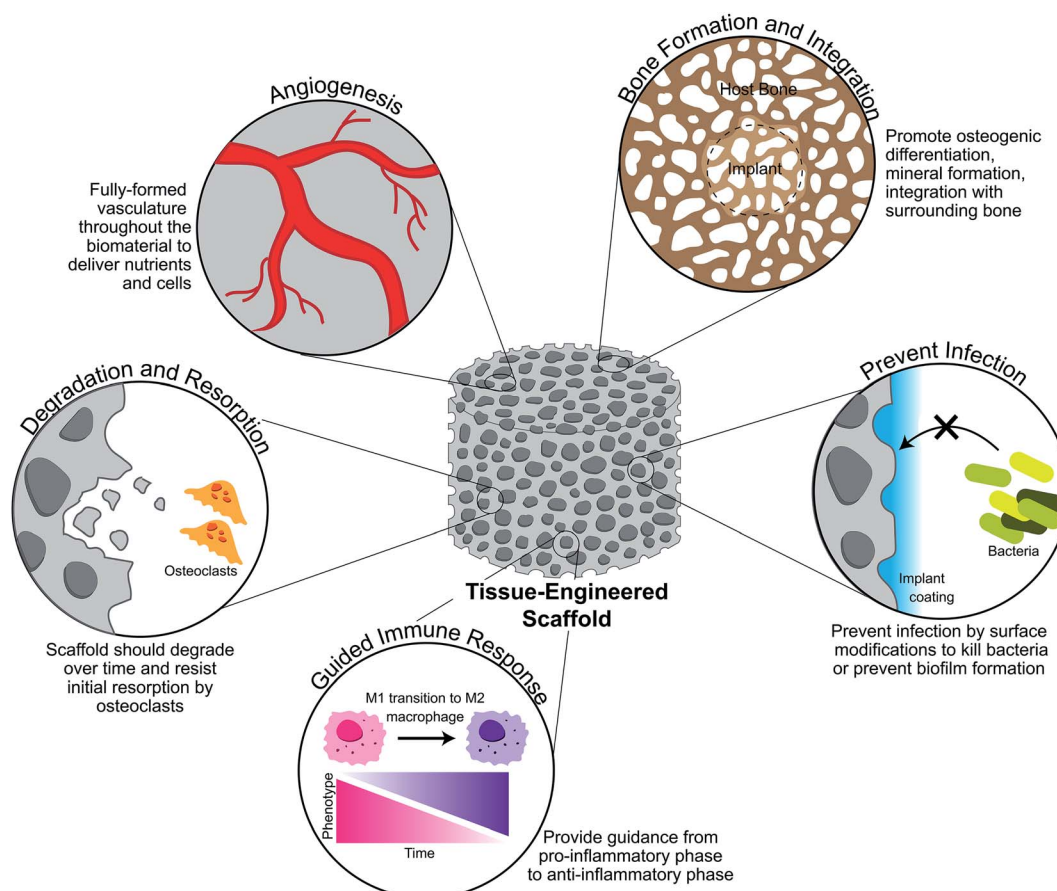 Angiogenesis
Fully-formed
vasculature
throughout the
biomaterial to
deliver nutrients
and cells
Bone Formation and Integration
Host Bone
Implant
Promote osteogenic
differentiation,
mineral formation,
integration with
surrounding bone
Degradation and Resorption
Osteoclasts
Scaffold should degrade
over time and resist
initial resorption by
osteoclasts
Prevent Infection
Bacteria
Implant
coating
Prevent infection by surface
modifications to kill bacteria
or prevent biofilm formation
Tissue-Engineered
Scaffold
Guided Immune Response
M1 transition to M2
macrophage
Phenotype
Time
Provide guidance from
pro-inflammatory phase
to anti-inflammatory phase